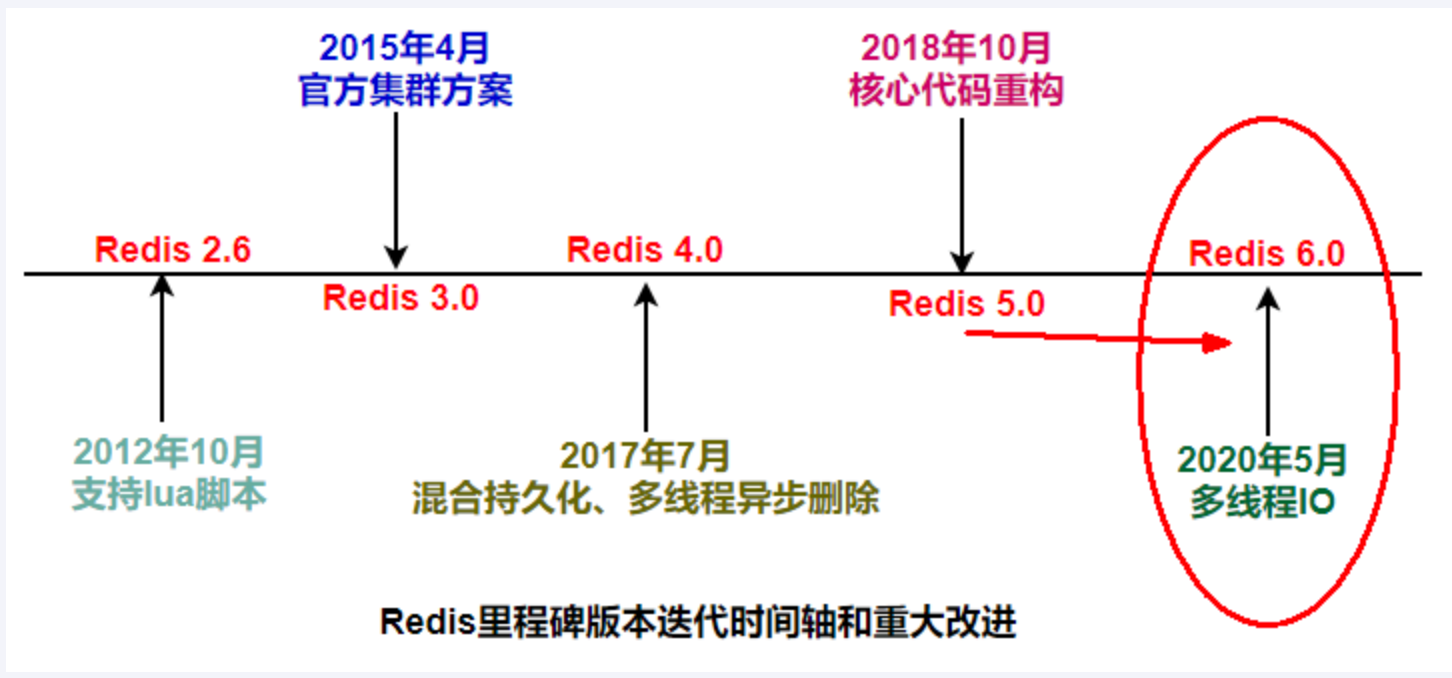 2015年4月
官方集群方案
2018年10月
核心代码重构
Redis 2.6
Redis 3.0
Redis 4.0
Redis 5.0
Redis 6.0
2012年10月
支持lua脚本
2017年7月
混合持久化、多线程异步删除
2020年5月
多线程IO
Redis里程碑版本迭代时间轴和重大改进